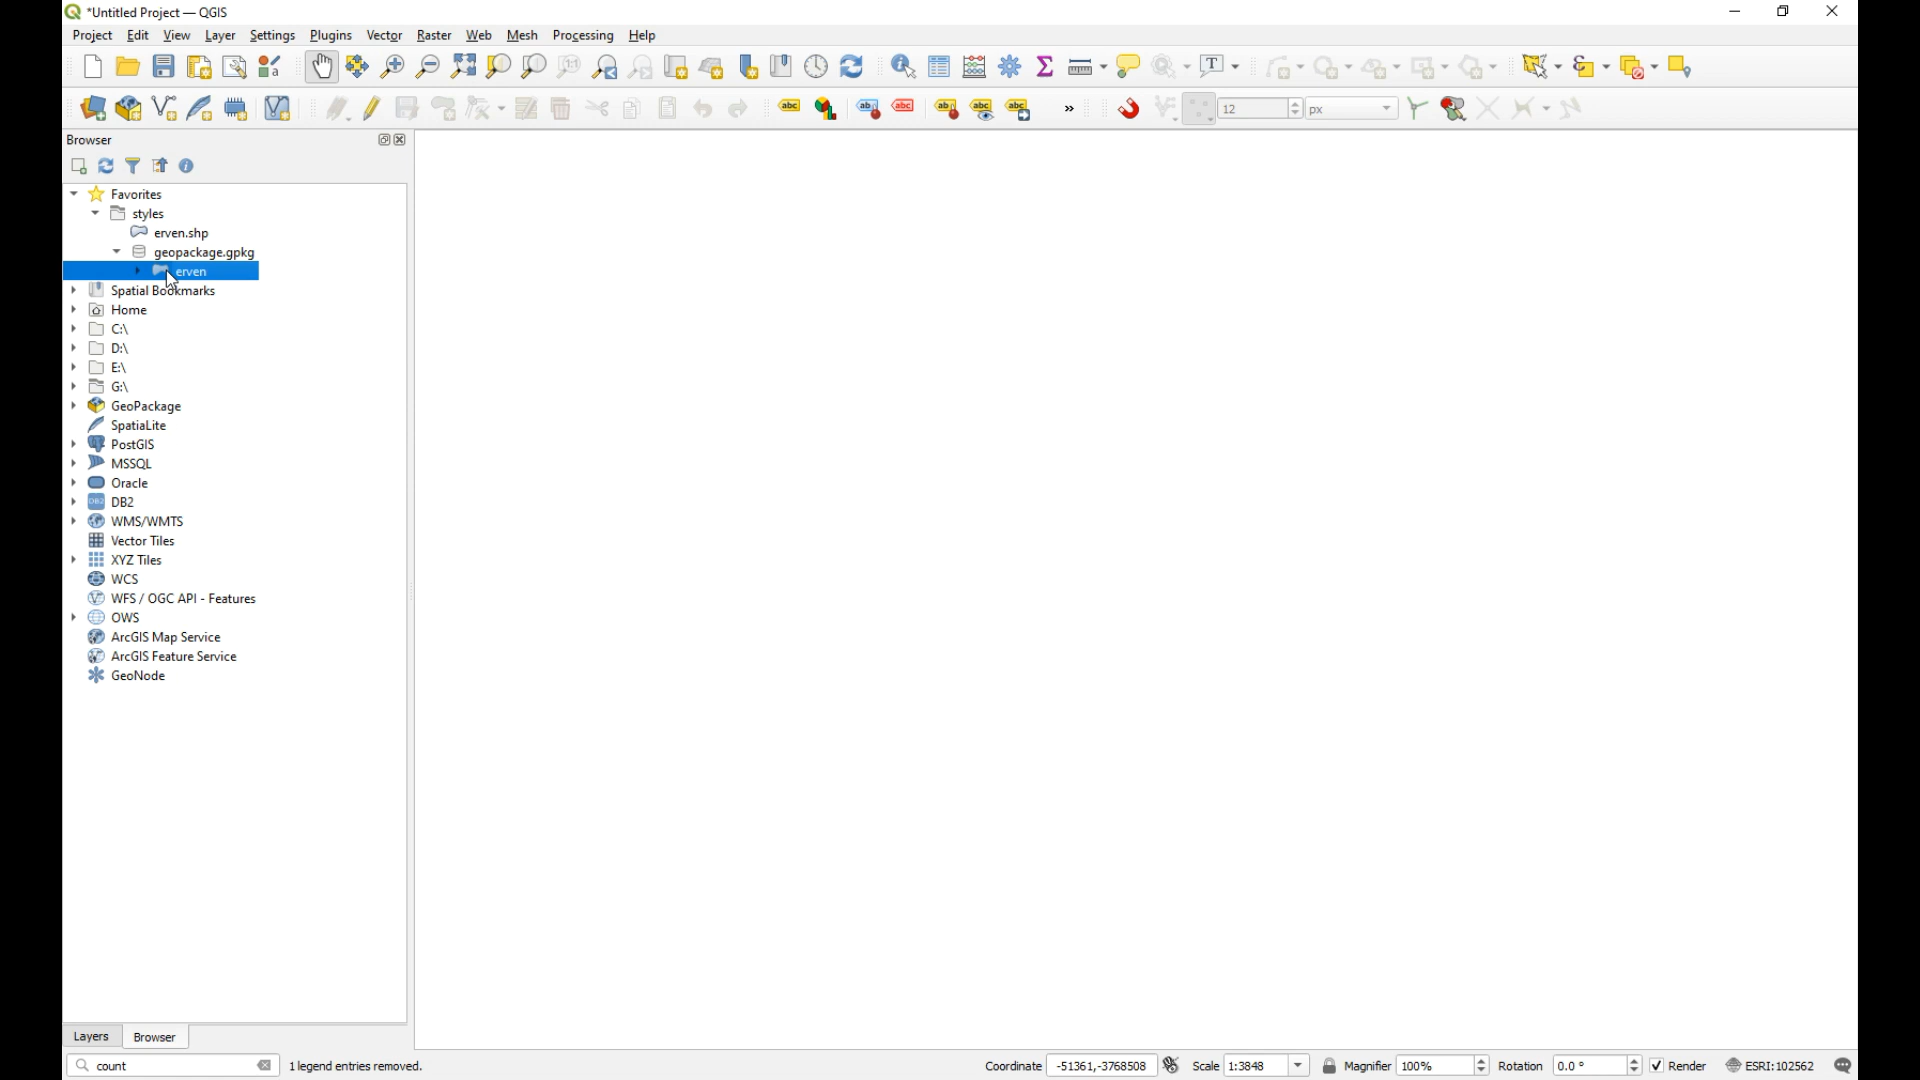 *Untitled Project — QGIS
Project Edit View Layer Settings Plugins Vector Raster Web Mesh Processing Help
12 px
Browser
Favorites
styles
erven.shp
geopackage.gpkg
erven
Spatial Bookmarks
Home
C:\
D:\
E:\
G:\
GeoPackage
SpatiaLite
PostGIS
MSSQL
Oracle
DB2
WMS/WMTS
Vector Tiles
XYZ Tiles
WCS
WFS / OGC API - Features
OWS
ArcGIS Map Service
ArcGIS Feature Service
GeoNode
Layers Browser
count 1 legend entries removed. Coordinate -51361,-3768508 Scale 1:3848 Magnifier 100% Rotation 0.0 ° Render ESRI:102562